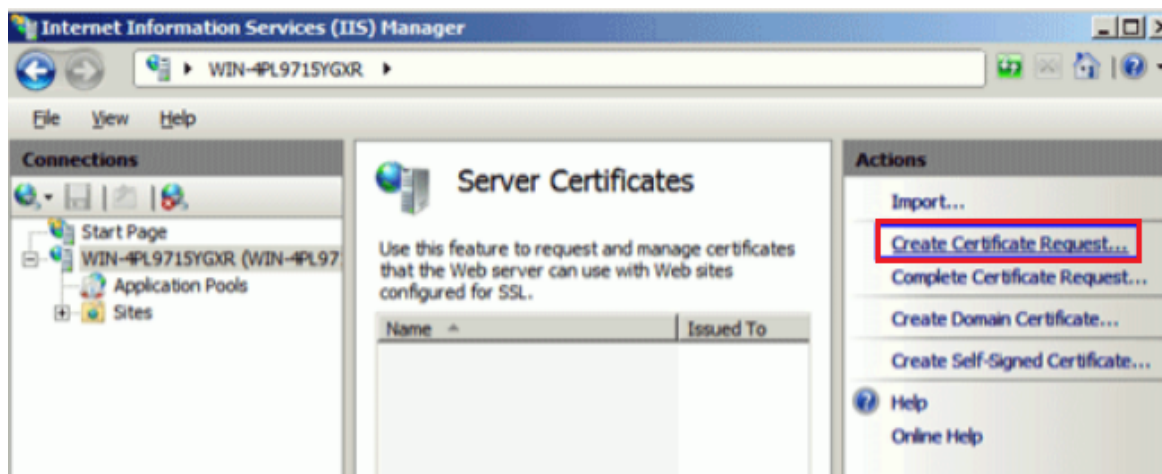 Internet Information Services (IIS) Manager
WIN-4PL9715YGXR
File View Help
Connections
Start Page
WIN-4PL9715YGXR (WIN-4PL97
Application Pools
Sites
Server Certificates
Use this feature to request and manage certificates
that the Web server can use with Web sites
configured for SSL.
Name Issued To
Actions
Import...
Create Certificate Request...
Complete Certificate Request...
Create Domain Certificate...
Create Self-Signed Certificate...
Help
Online Help